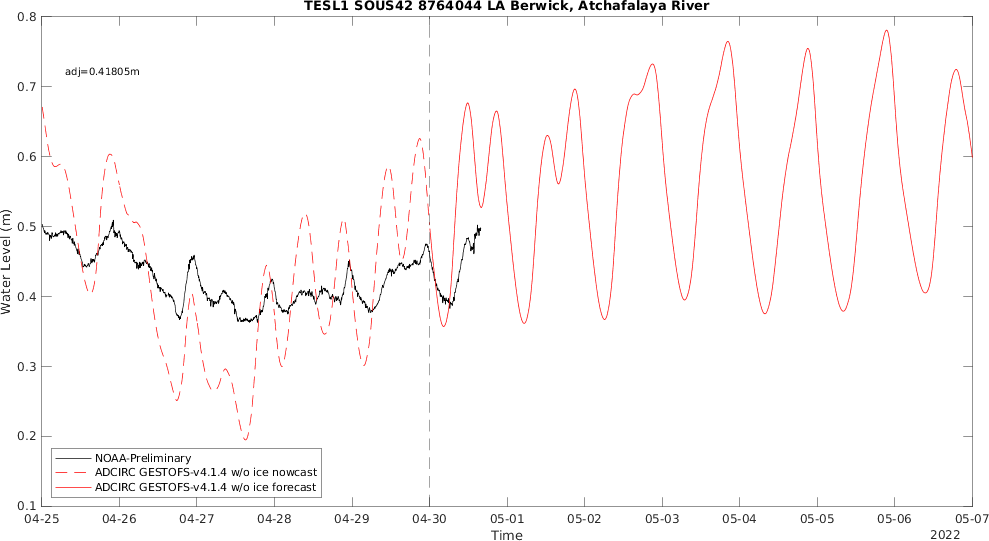 TESL1 SOUS42 8764044 LA Berwick, Atchafalaya River
0.8
0.7
0.6
0.5
0.4
0.3
0.2
0.1
Water Level (m)
adj=0.41805m
NOAA-Preliminary
ADCIRC GESTOFS-v4.1.4 w/o ice nowcast
ADCIRC GESTOFS-v4.1.4 w/o ice forecast
04-25 04-26 04-27 04-28 04-29 04-30 05-01 05-02 05-03 05-04 05-05 05-06 05-07
Time
2022